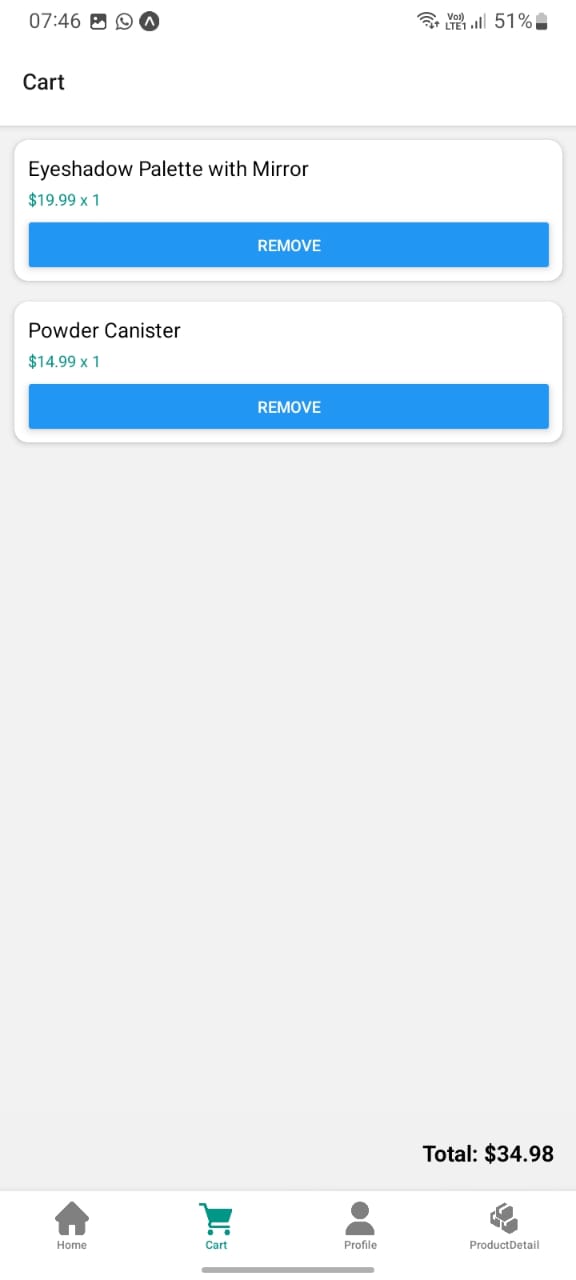 07:46 Vo)) LTE1 51%
Cart
Eyeshadow Palette with Mirror
$19.99 x 1
REMOVE
Powder Canister
$14.99 x 1
REMOVE
Total: $34.98
Home Cart Profile ProductDetail